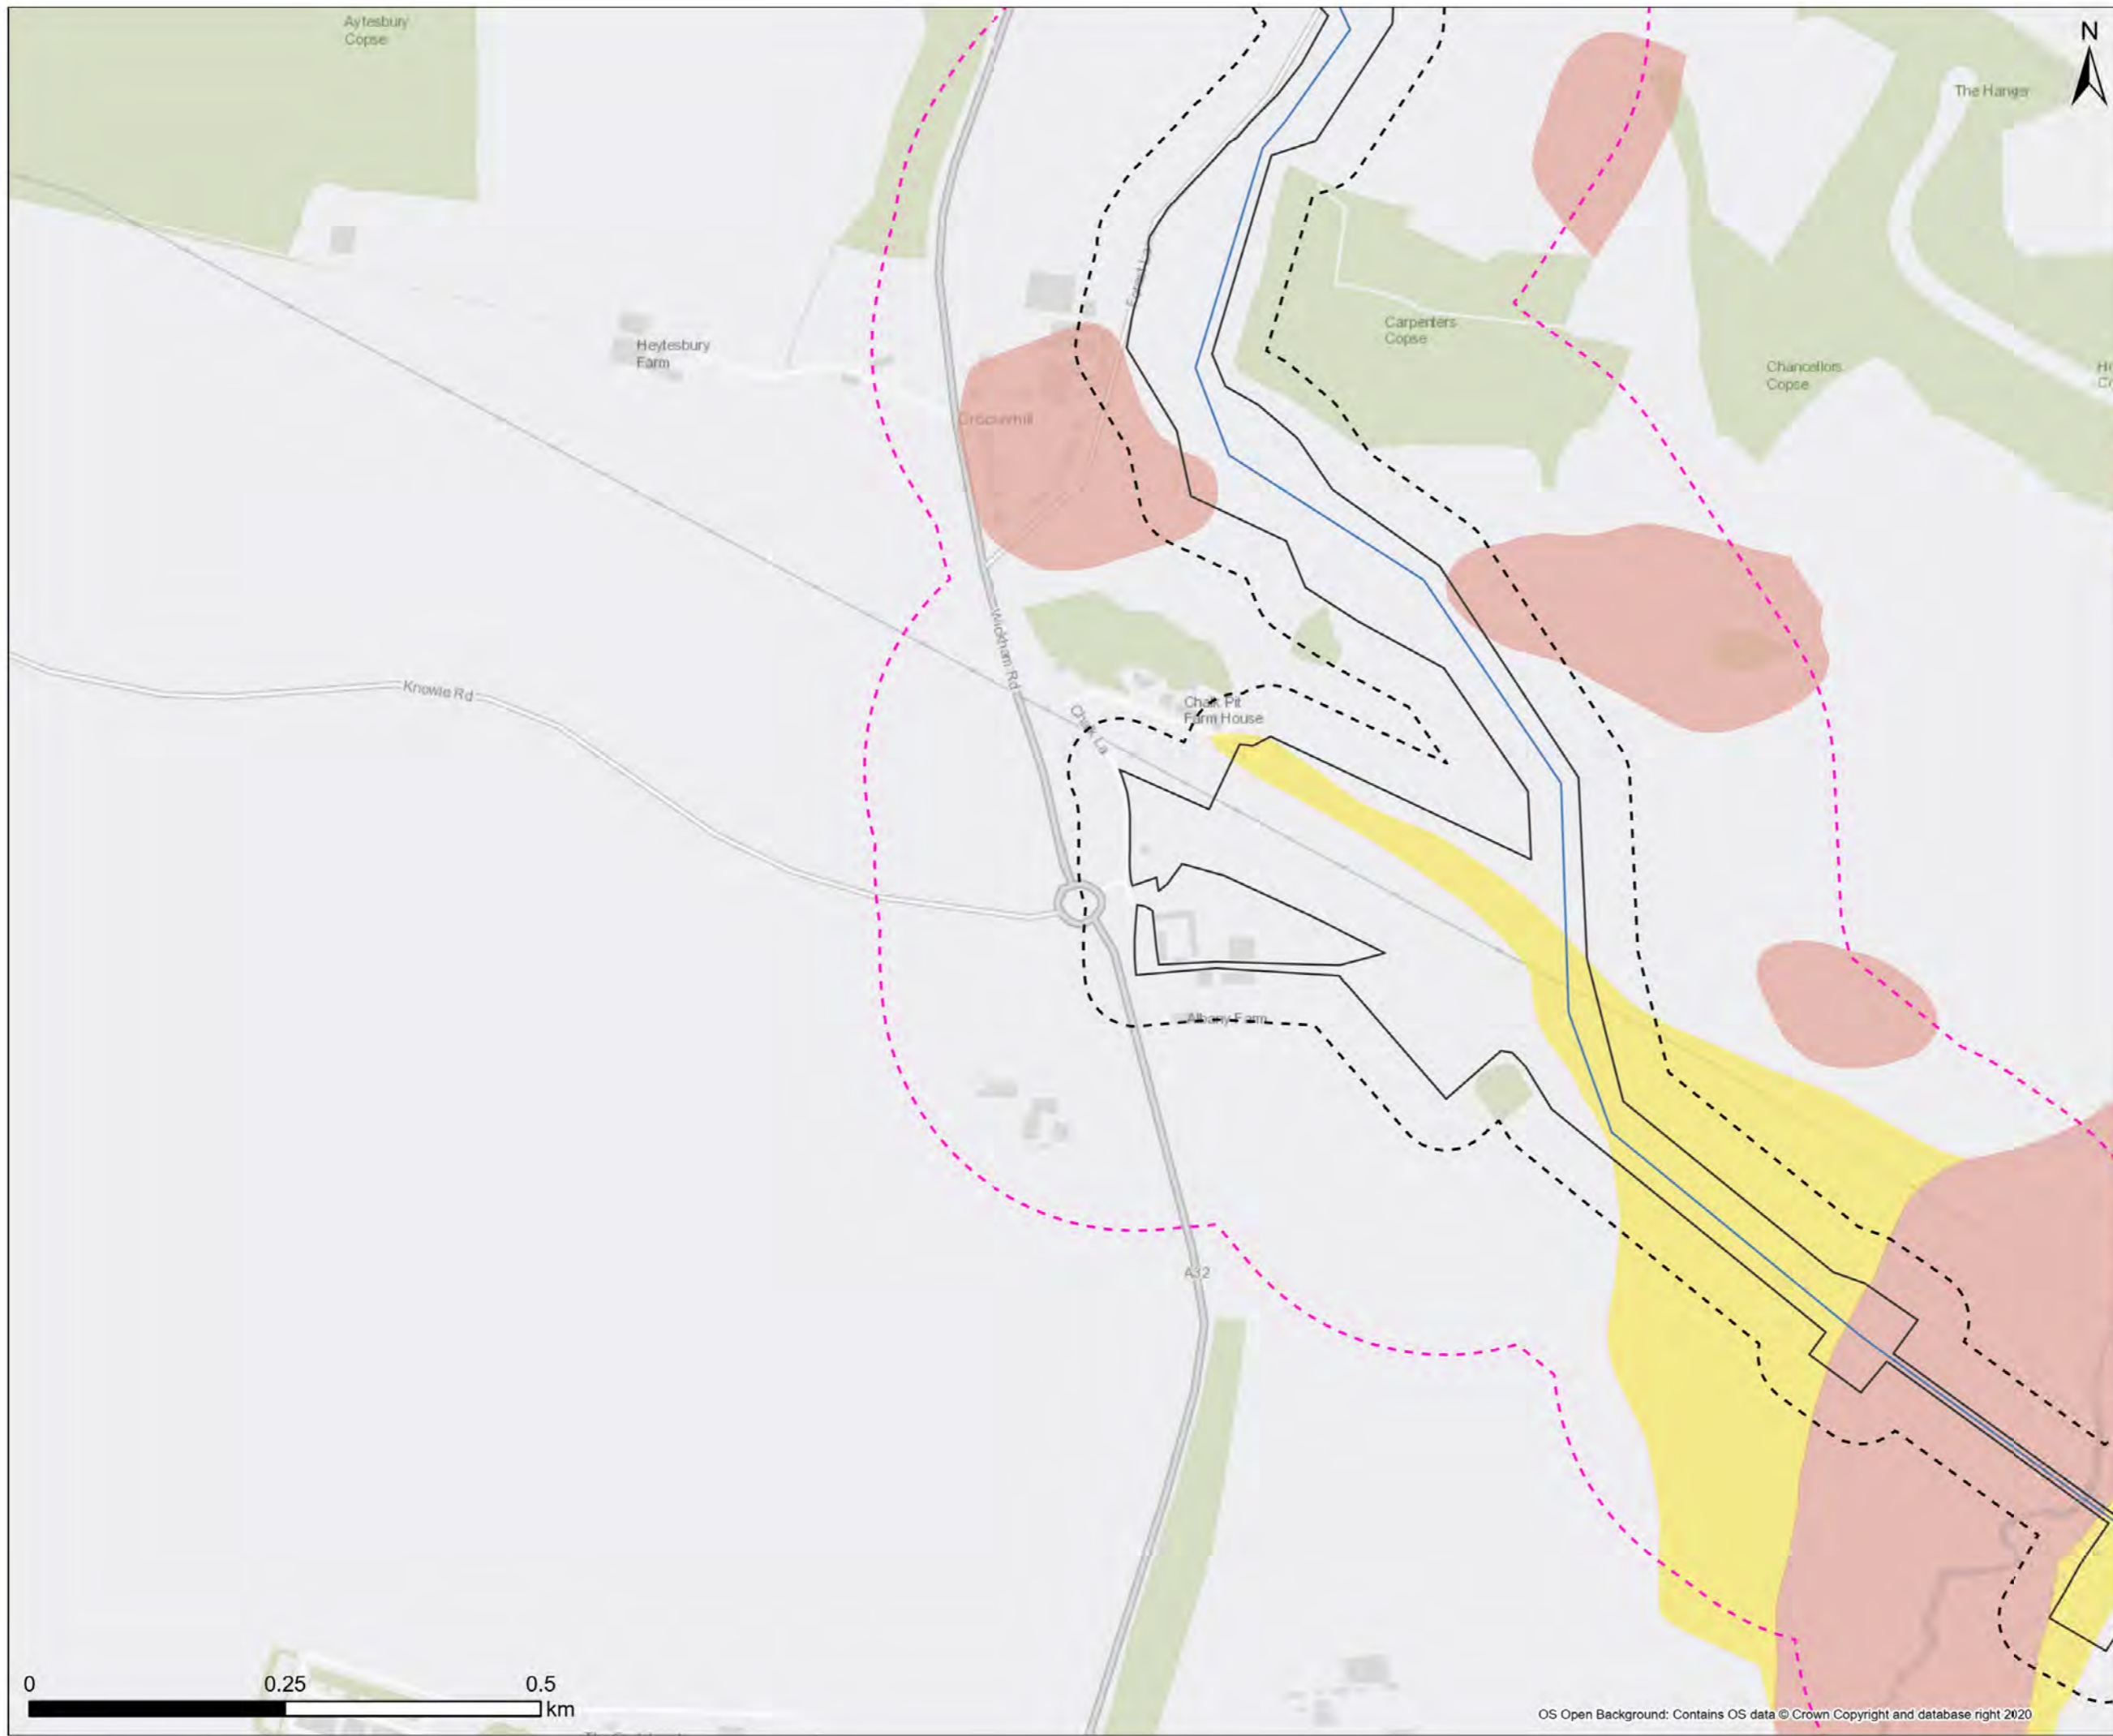 Aytesbury
Copse
N
The Hanger
Forest La
Carpenters
Copse
Heytesbury
Farm
Chancellors
Copse
Crockerhill
Wickham Rd
Knowle Rd
Chalk Pit
Farm House
Chalk La
Albany Farm
A32
0 0.25 0.5
km
OS Open Background: Contains OS data © Crown Copyright and database right 2020